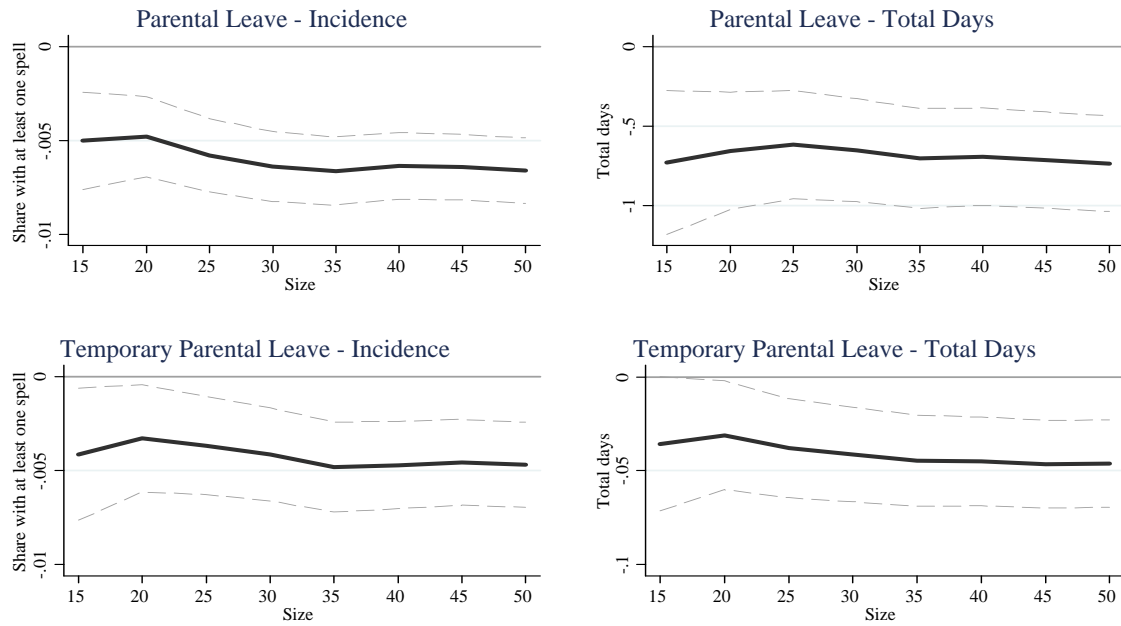 Parental Leave - Incidence
Share with at least one spell
0
-.005
-.01
15 20 25 30 35 40 45 50
Size
Parental Leave - Total Days
Total days
0
-.5
-1
15 20 25 30 35 40 45 50
Size
Temporary Parental Leave - Incidence
Share with at least one spell
0
-.005
-.01
15 20 25 30 35 40 45 50
Size
Temporary Parental Leave - Total Days
Total days
0
-.05
-.1
15 20 25 30 35 40 45 50
Size